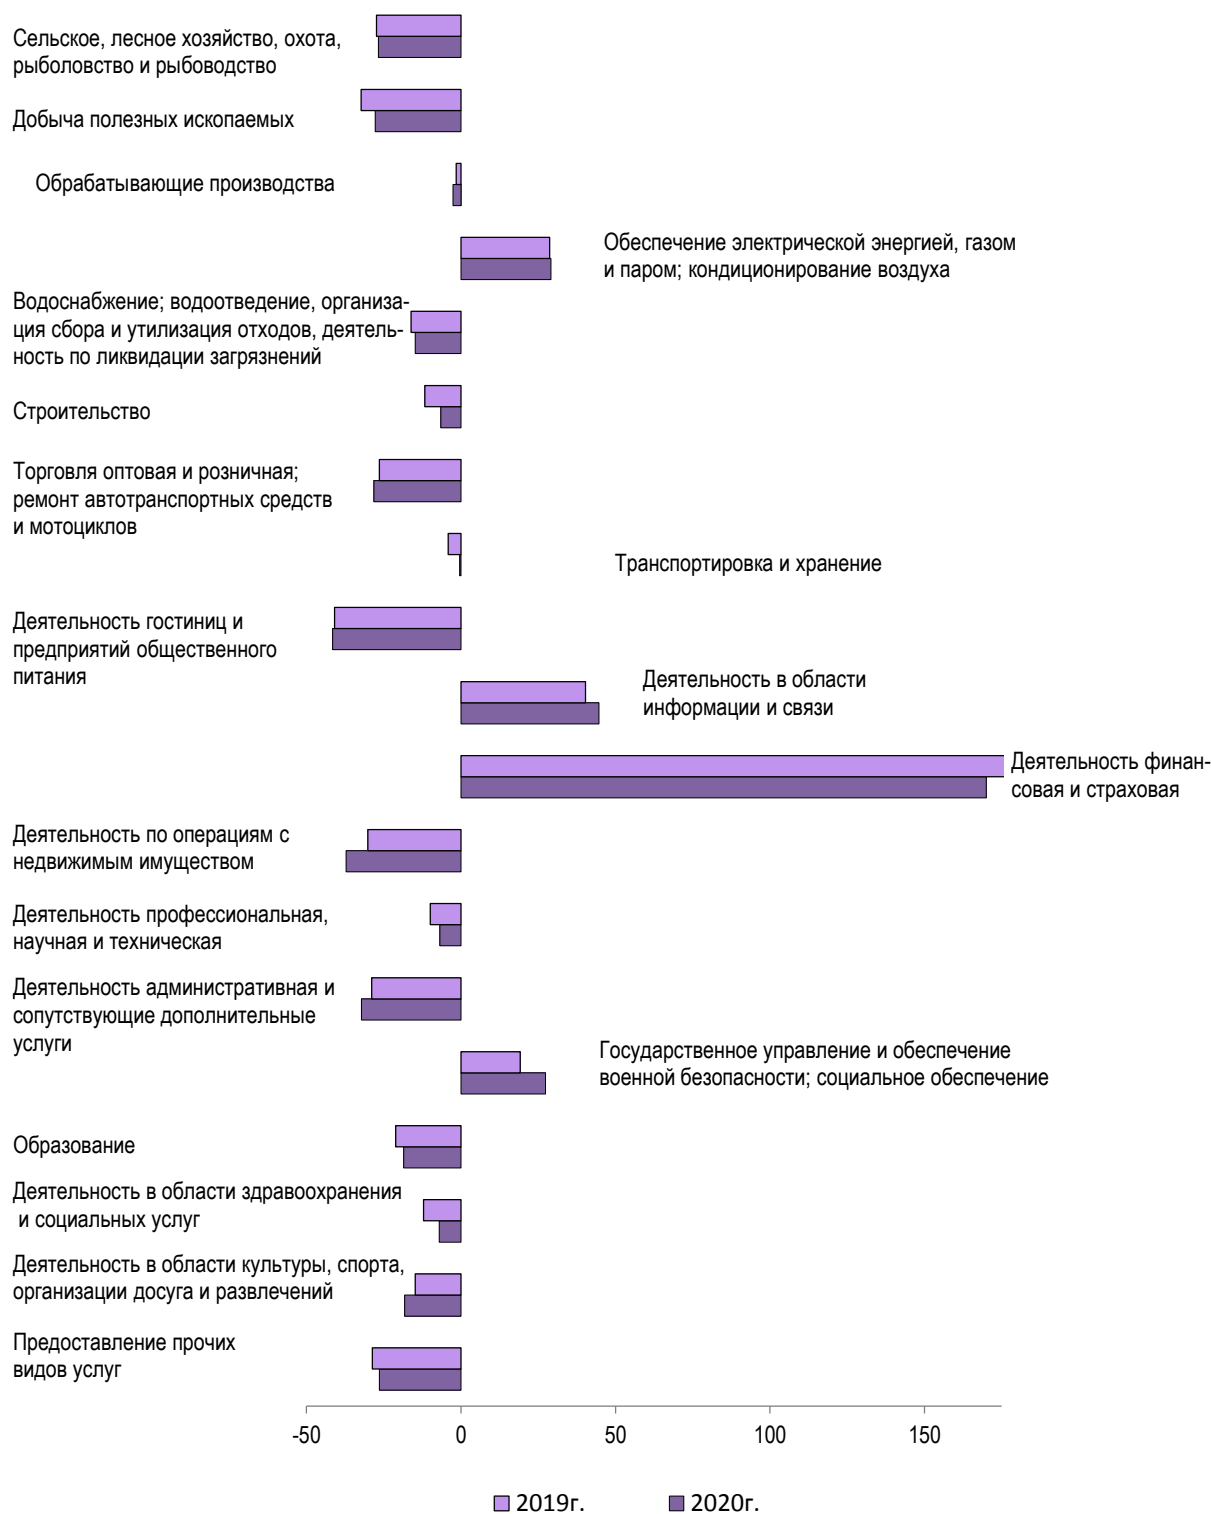 Сельское, лесное хозяйство, охота,
рыболовство и рыбоводство
Добыча полезных ископаемых
Обрабатывающие производства
Обеспечение электрической энергией, газом
и паром; кондиционирование воздуха
Водоснабжение; водоотведение, организа-
ция сбора и утилизация отходов, деятель-
ность по ликвидации загрязнений
Строительство
Торговля оптовая и розничная;
ремонт автотранспортных средств
и мотоциклов
Транспортировка и хранение
Деятельность гостиниц и
предприятий общественного
питания
Деятельность в области
информации и связи
Деятельность финан-
совая и страховая
Деятельность по операциям с
недвижимым имуществом
Деятельность профессиональная,
научная и техническая
Деятельность административная и
сопутствующие дополнительные
услуги
Государственное управление и обеспечение
военной безопасности; социальное обеспечение
Образование
Деятельность в области здравоохранения
и социальных услуг
Деятельность в области культуры, спорта,
организации досуга и развлечений
Предоставление прочих
видов услуг
-50 0 50 100 150
2019г. 2020г.